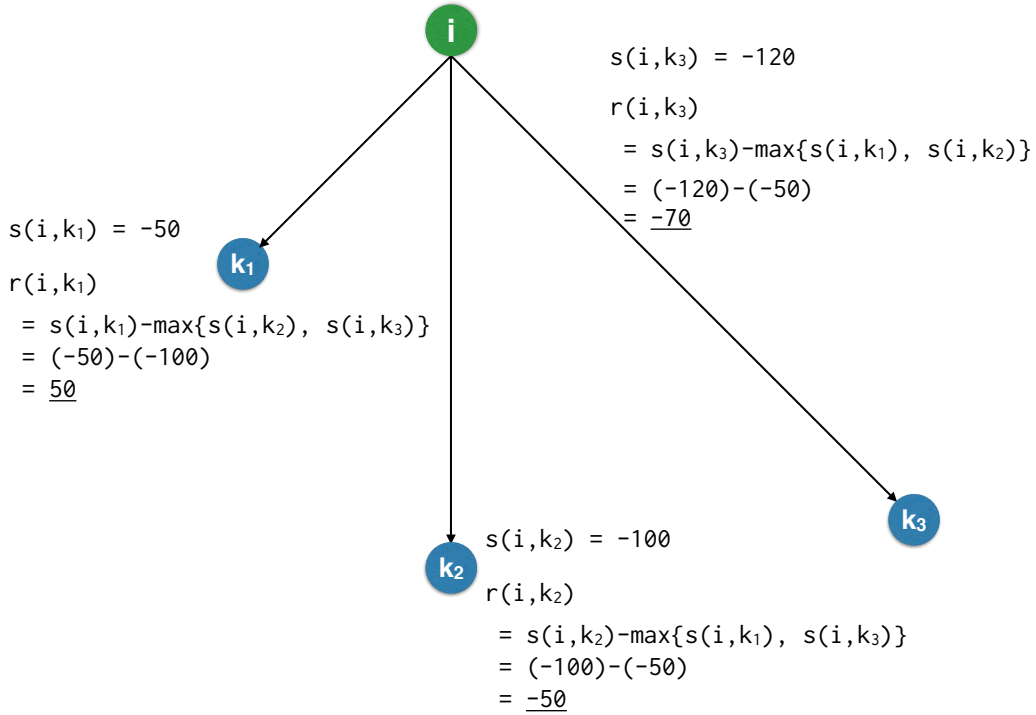 i
s(i,k₃) = -120
r(i,k₃)
= s(i,k₃)-max{s(i,k₁), s(i,k₂)}
= (-120)-(-50)
= -70
s(i,k₁) = -50
k₁
r(i,k₁)
= s(i,k₁)-max{s(i,k₂), s(i,k₃)}
= (-50)-(-100)
= 50
k₃
s(i,k₂) = -100
k₂
r(i,k₂)
= s(i,k₂)-max{s(i,k₁), s(i,k₃)}
= (-100)-(-50)
= -50